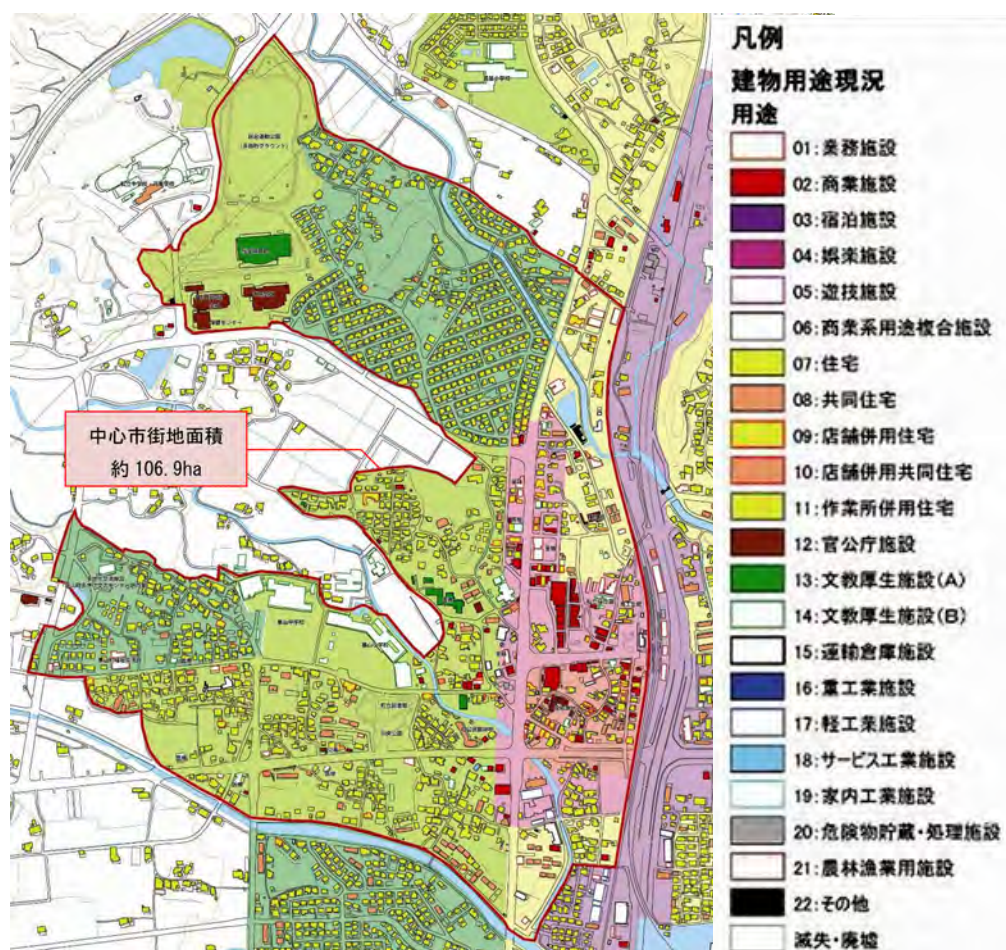 中心市街地面積
約 106.9ha
凡例
建物用途現況
用途
01:業務施設
02:商業施設
03:宿泊施設
04:娯楽施設
05:遊技施設
06:商業系用途複合施設
07:住宅
08:共同住宅
09:店舗併用住宅
10:店舗併用共同住宅
11:作業所併用住宅
12:官公庁施設
13:文教厚生施設(A)
14:文教厚生施設(B)
15:運輸倉庫施設
16:重工業施設
17:軽工業施設
18:サービス工業施設
19:家内工業施設
20:危険物貯蔵・処理施設
21:農林漁業用施設
22:その他
滅失・廃墟